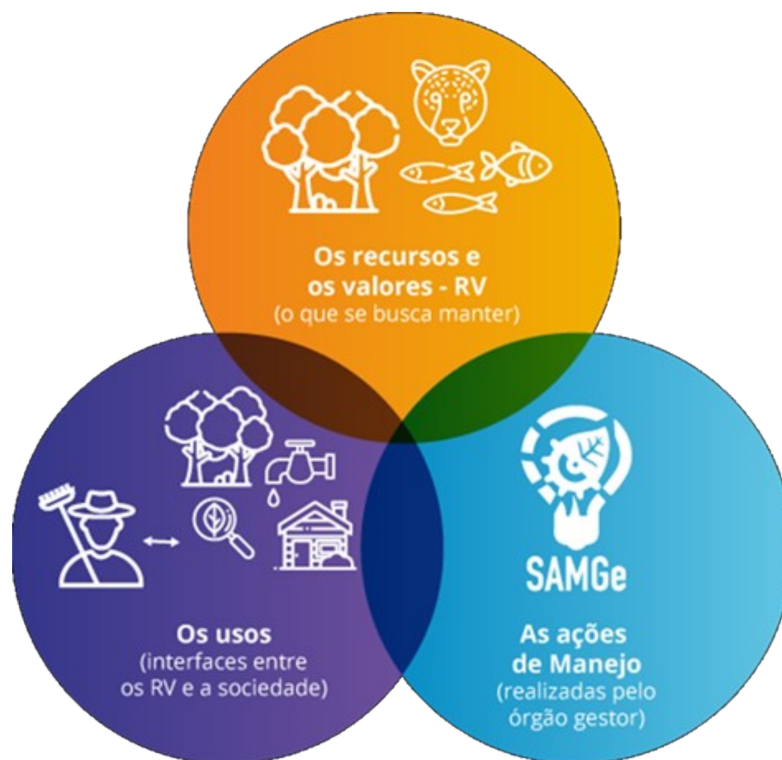 Os recursos e
os valores - RV
(o que se busca manter)
Os usos
(interfaces entre
os RV e a sociedade)
SAMGe
As ações
de Manejo
(realizadas pelo
órgão gestor)